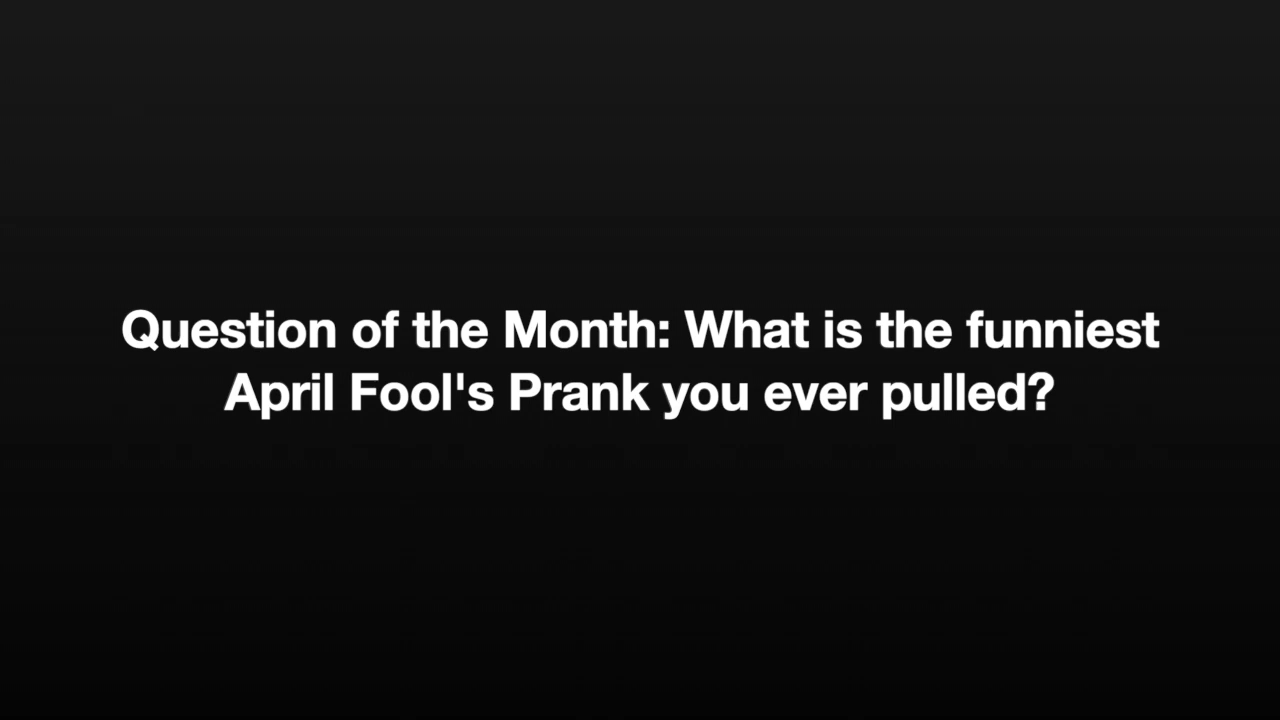 Question of the Month: What is the funniest
April Fool's Prank you ever pulled?